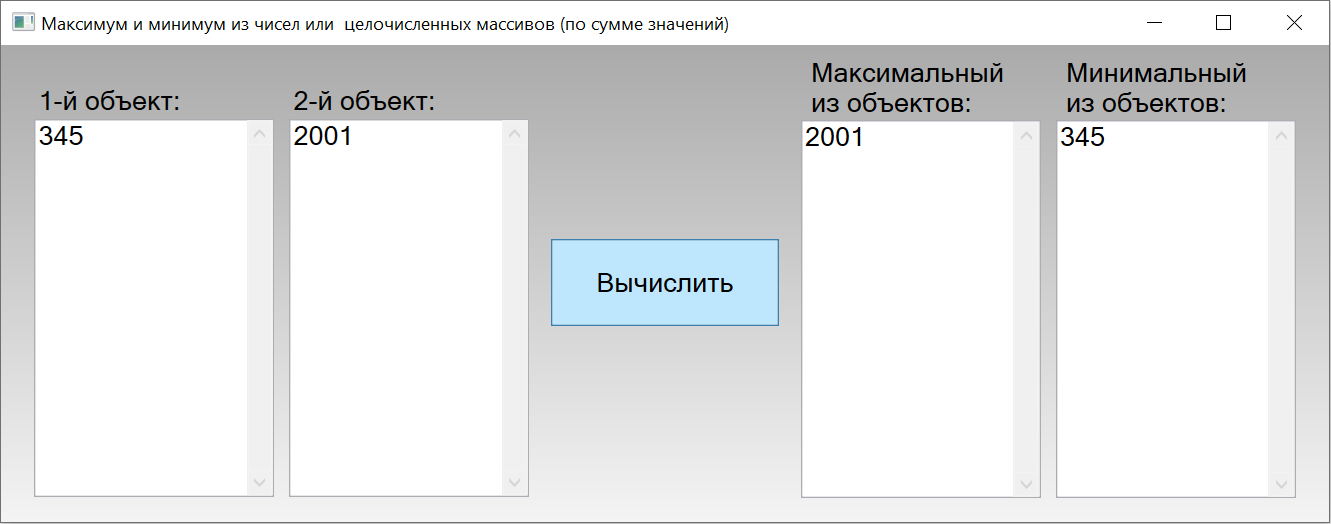 Максимум и минимум из чисел или  целочисленных массивов (по сумме значений)
1-й объект:
345
2-й объект:
2001
Вычислить
Максимальный
из объектов:
2001
Минимальный
из объектов:
345